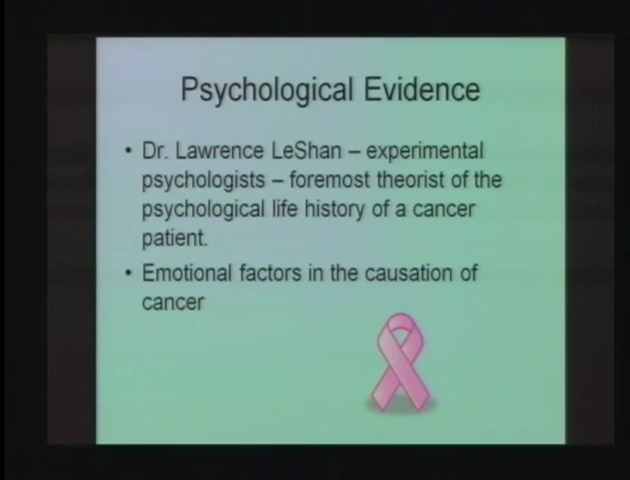 Psychological Evidence
• Dr. Lawrence LeShan – experimental
psychologists – foremost theorist of the
psychological life history of a cancer
patient.
• Emotional factors in the causation of
cancer